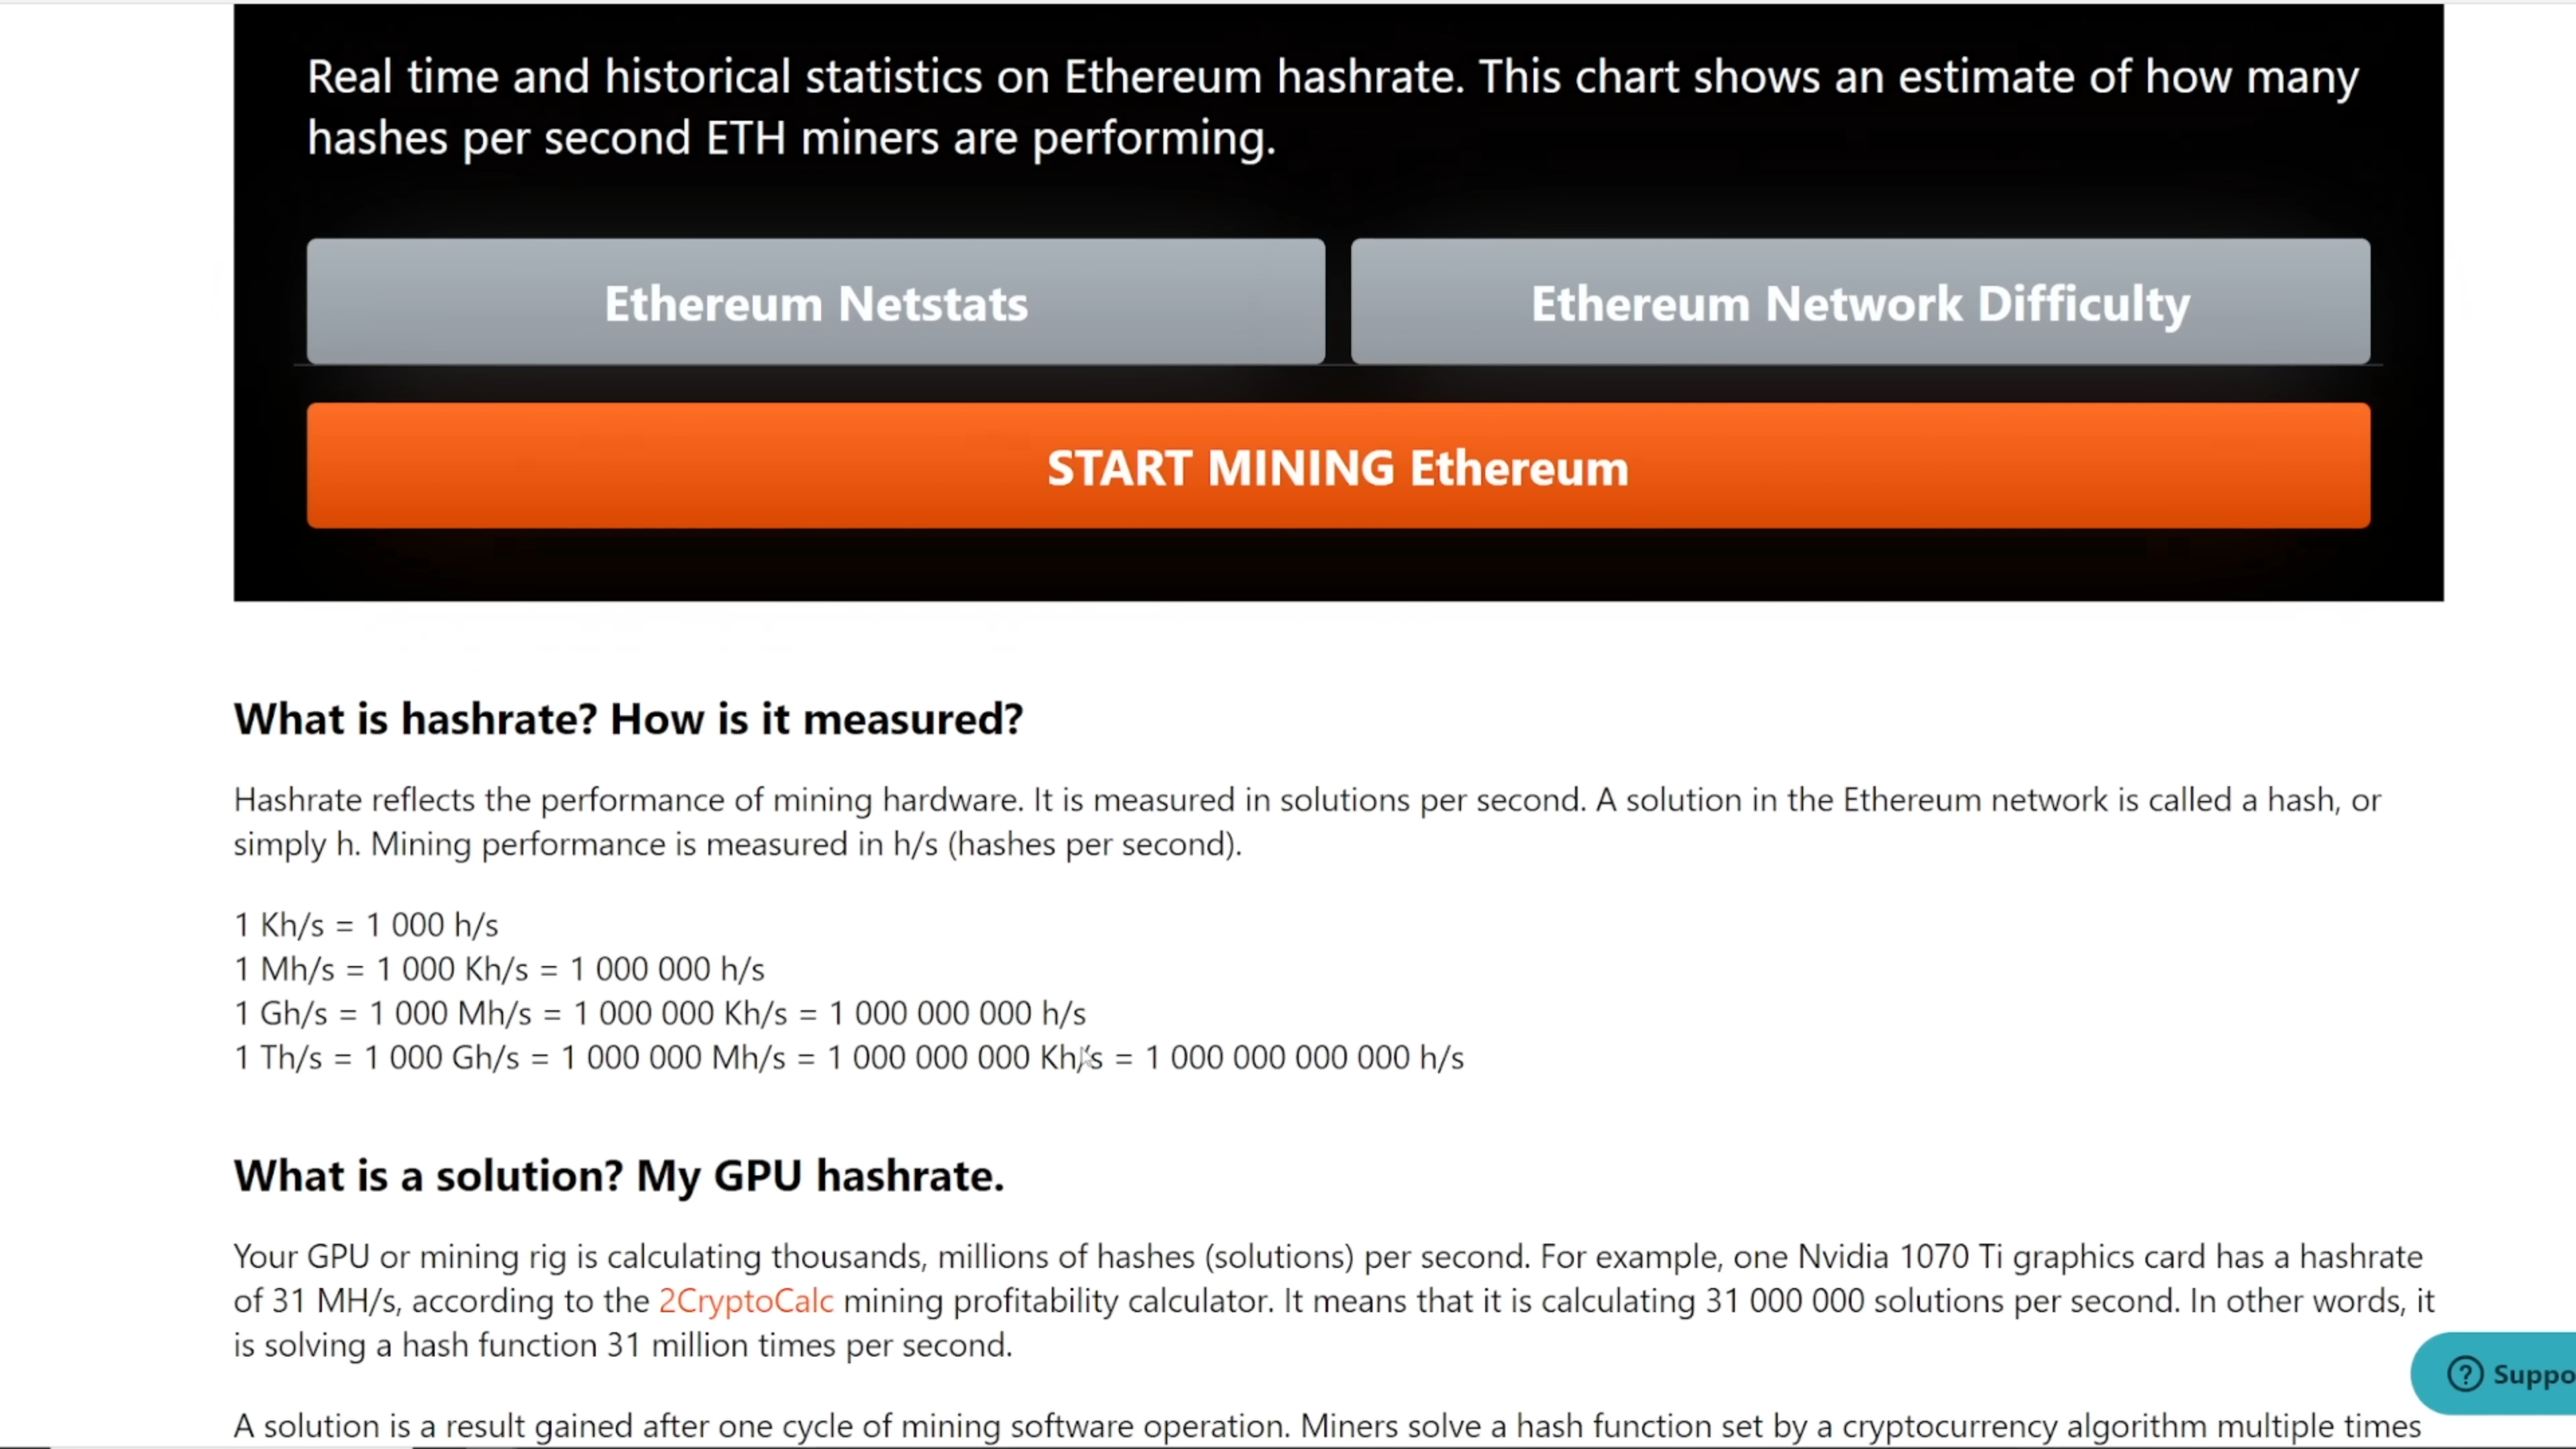 Real time and historical statistics on Ethereum hashrate. This chart shows an estimate of how many
hashes per second ETH miners are performing.
Ethereum Netstats
Ethereum Network Difficulty
START MINING Ethereum
What is hashrate? How is it measured?
Hashrate reflects the performance of mining hardware. It is measured in solutions per second. A solution in the Ethereum network is called a hash, or
simply h. Mining performance is measured in h/s (hashes per second).
1 Kh/s = 1 000 h/s
1 Mh/s = 1 000 Kh/s = 1 000 000 h/s
1 Gh/s = 1 000 Mh/s = 1 000 000 Kh/s = 1 000 000 000 h/s
1 Th/s = 1 000 Gh/s = 1 000 000 Mh/s = 1 000 000 000 Kh/s = 1 000 000 000 000 h/s
What is a solution? My GPU hashrate.
Your GPU or mining rig is calculating thousands, millions of hashes (solutions) per second. For example, one Nvidia 1070 Ti graphics card has a hashrate
of 31 MH/s, according to the 2CryptoCalc mining profitability calculator. It means that it is calculating 31 000 000 solutions per second. In other words, it
is solving a hash function 31 million times per second.
Suppo
A solution is a result gained after one cycle of mining software operation. Miners solve a hash function set by a cryptocurrency algorithm multiple times